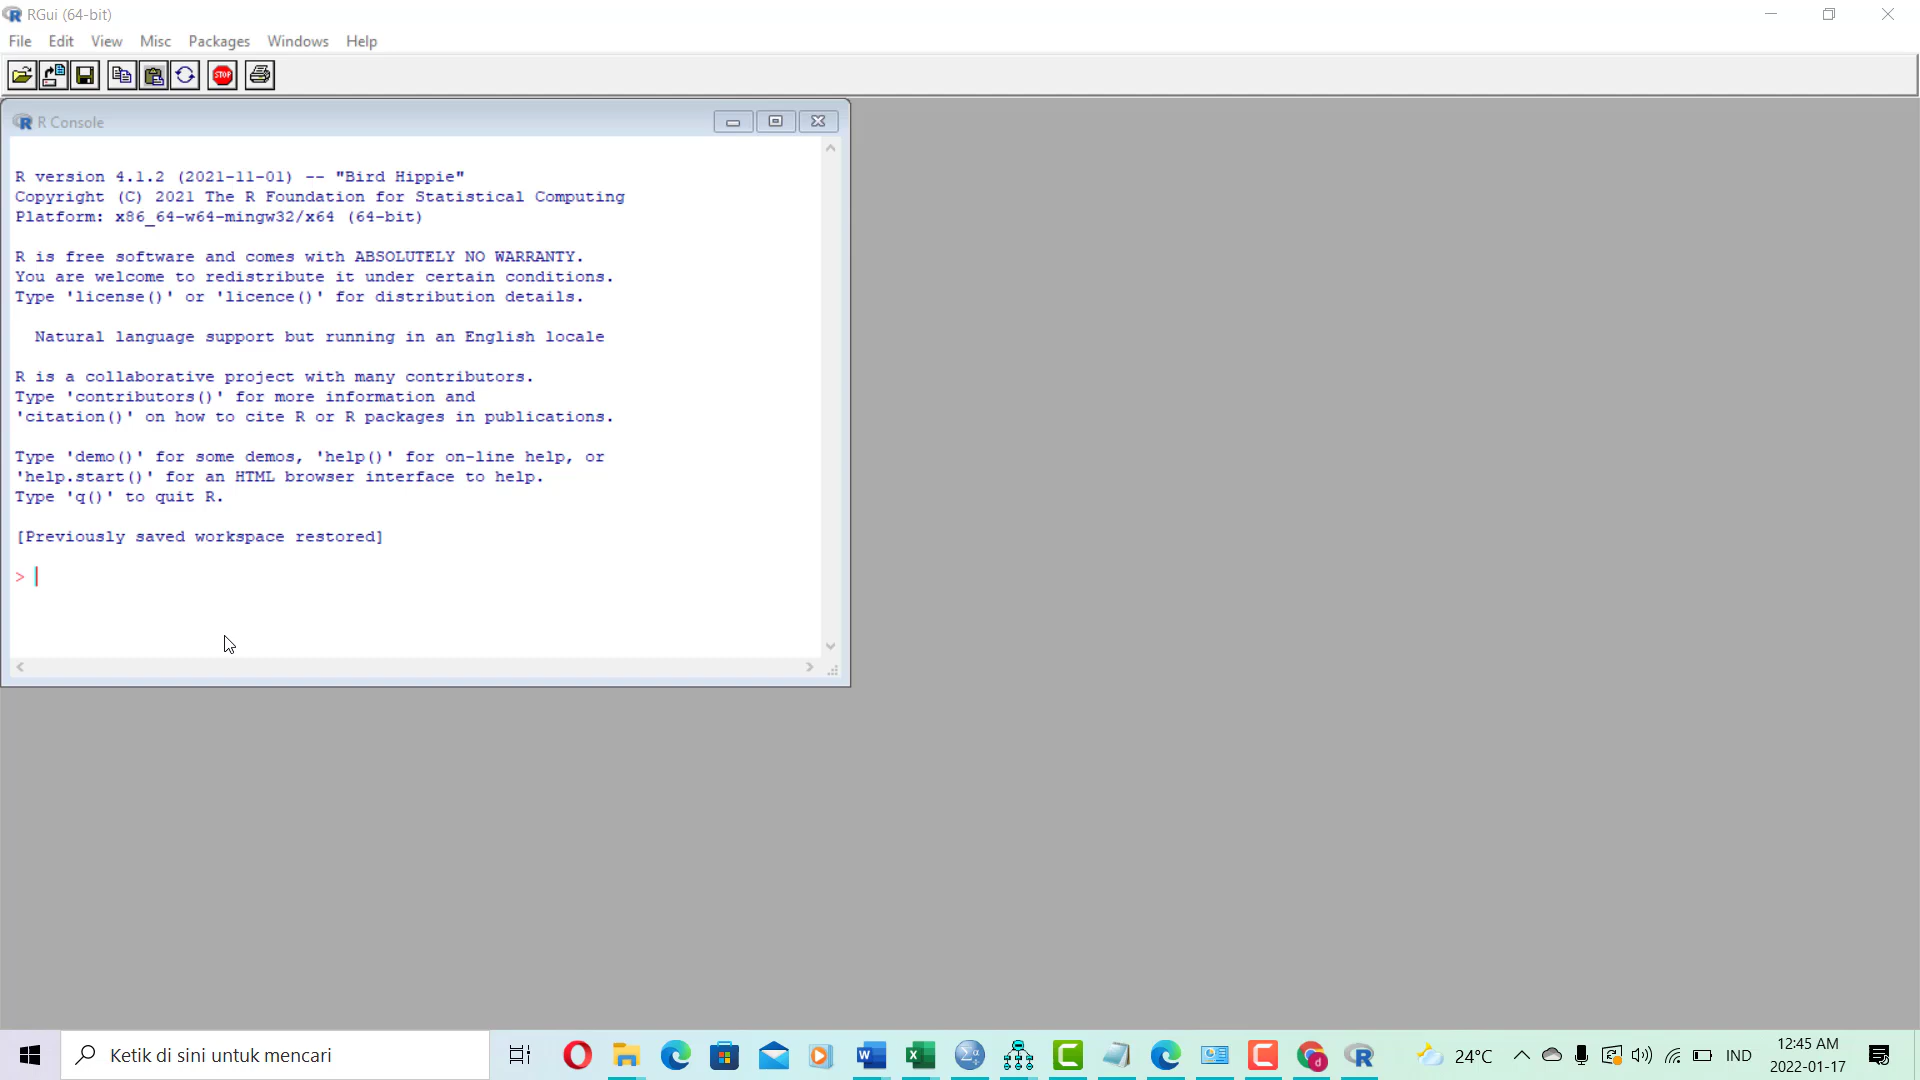 RGui (64-bit)
File Edit View Misc Packages Windows Help
STOP
R Console
R version 4.1.2 (2021-11-01) -- "Bird Hippie"
Copyright (C) 2021 The R Foundation for Statistical Computing
Platform: x86_64-w64-mingw32/x64 (64-bit)
R is free software and comes with ABSOLUTELY NO WARRANTY.
You are welcome to redistribute it under certain conditions.
Type 'license()' or 'licence()' for distribution details.
Natural language support but running in an English locale
R is a collaborative project with many contributors.
Type 'contributors()' for more information and
'citation()' on how to cite R or R packages in publications.
Type 'demo()' for some demos, 'help()' for on-line help, or
'help.start()' for an HTML browser interface to help.
Type 'q()' to quit R.
[Previously saved workspace restored]
>
Ketik di sini untuk mencari
24°C
IND
12:45 AM
2022-01-17